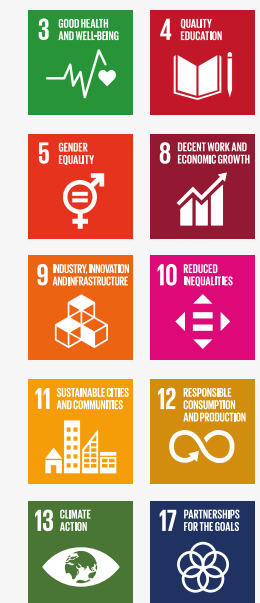 3 GOOD HEALTH
AND WELL-BEING
4 QUALITY
EDUCATION
5 GENDER
EQUALITY
8 DECENT WORK AND
ECONOMIC GROWTH
9 INDUSTRY, INNOVATION
AND INFRASTRUCTURE
10 REDUCED
INEQUALITIES
11 SUSTAINABLE CITIES
AND COMMUNITIES
12 RESPONSIBLE
CONSUMPTION
AND PRODUCTION
13 CLIMATE
ACTION
17 PARTNERSHIPS
FOR THE GOALS